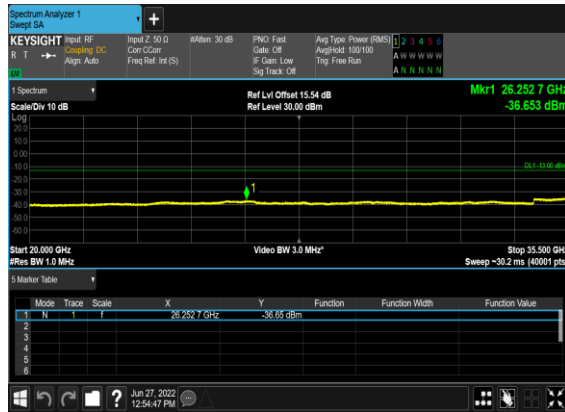 Spectrum Analyzer 1
Swept SA
+
KEYSIGHT Input: RF Input Z: 50 Ω #Atten: 30 dB PNO: Fast Avg Type: Power (RMS) 1 2 3 4 5 6
R T Coupling: DC Corr CCorr Gate: Off Avg|Hold: 100/100 A W W W W W
Align: Auto Freq Ref: Int (S) IF Gain: Low Trig: Free Run
Sig Track: Off A N N N N N
LXI
1 Spectrum Ref Lvl Offset 15.54 dB Mkr1 26.252 7 GHz
Scale/Div 10 dB Ref Level 30.00 dBm -36.653 dBm
Log
20.0
10.0
0.00
-10.0 DL1 -13.00 dBm
-20.0
-30.0 1
-40.0
-50.0
-60.0
Start 20.000 GHz Video BW 3.0 MHz* Stop 35.500 GHz
#Res BW 1.0 MHz Sweep ~30.2 ms (40001 pts)
5 Marker Table
Mode Trace Scale X Y Function Function Width Function Value
1 N 1 f 26.252 7 GHz -36.65 dBm
2
3
4
5
6
? Jun 27, 2022
12:54:47 PM